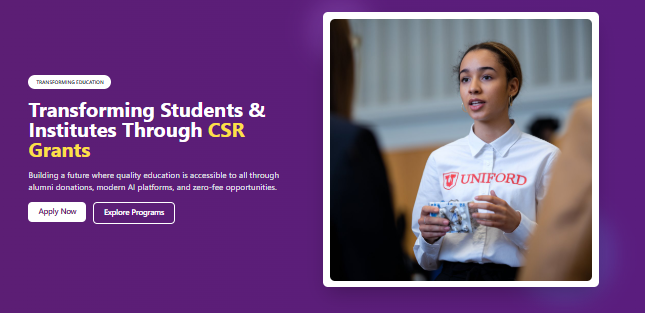 TRANSFORMING EDUCATION
Transforming Students &
Institutes Through CSR
Grants
Building a future where quality education is accessible to all through
alumni donations, modern AI platforms, and zero-fee opportunities.
Apply Now
Explore Programs
UNIFORD